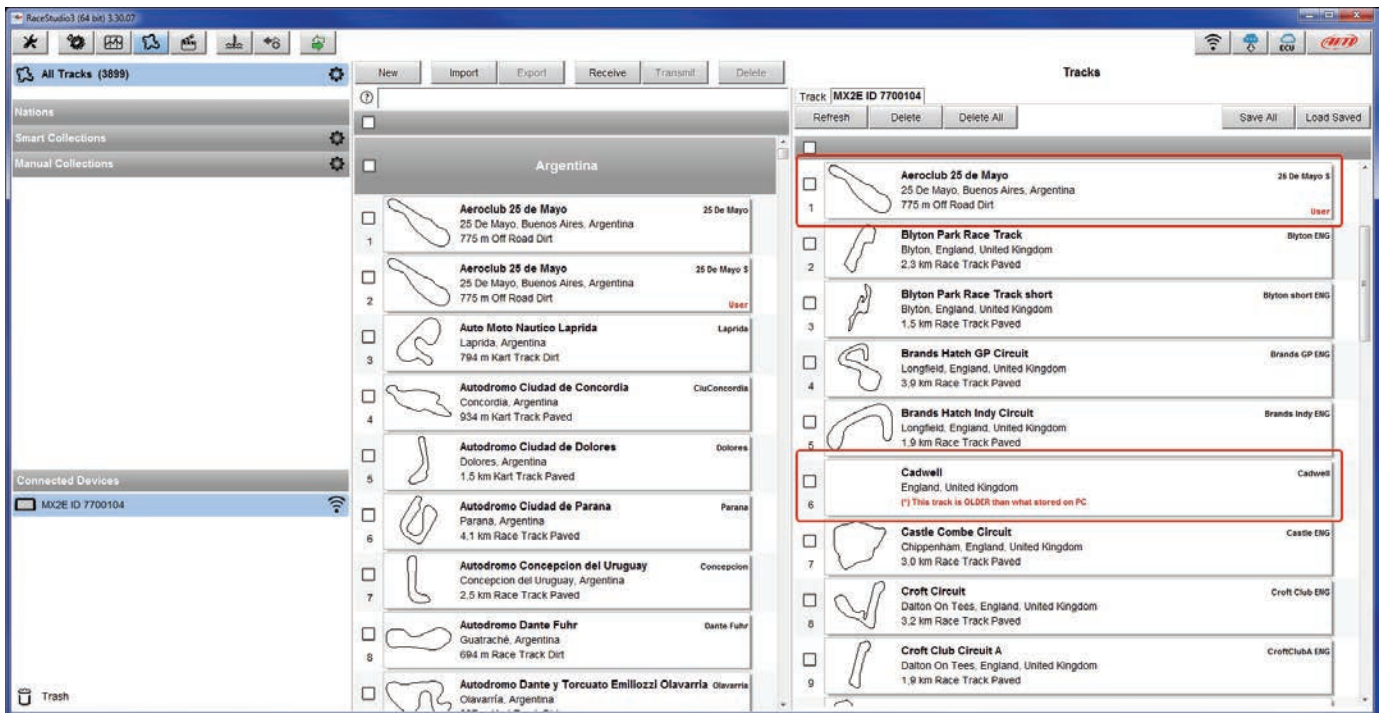 RaceStudio3 (64 bit) 3.30.07
ECU
AiM
All Tracks (3899)
Nations
Smart Collections
Manual Collections
Connected Devices
MX2E ID 7700104
Trash
New Import Export Receive Transmit Delete
Argentina
Aeroclub 25 de Mayo 25 De Mayo
25 De Mayo, Buenos Aires, Argentina
775 m Off Road Dirt
1
Aeroclub 25 de Mayo 25 De Mayo S
25 De Mayo, Buenos Aires, Argentina
775 m Off Road Dirt
2 User
Auto Moto Nautico Laprida Laprida
Laprida, Argentina
794 m Kart Track Dirt
3
Autodromo Ciudad de Concordia CiuConcordia
Concordia, Argentina
934 m Kart Track Paved
4
Autodromo Ciudad de Dolores Dolores
Dolores, Argentina
1,5 km Kart Track Paved
5
Autodromo Ciudad de Parana Parana
Parana, Argentina
4,1 km Race Track Paved
6
Autodromo Concepcion del Uruguay Concepcion
Concepcion del Uruguay, Argentina
2,5 km Race Track Paved
7
Autodromo Dante Fuhr Dante Fuhr
Guatraché, Argentina
694 m Race Track Dirt
8
Autodromo Dante y Torcuato Emiliozzi Olavarria Olavarria
Olavarría, Argentina
Tracks
Track MX2E ID 7700104
Refresh Delete Delete All Save All Load Saved
Aeroclub 25 de Mayo 25 De Mayo S
25 De Mayo, Buenos Aires, Argentina
775 m Off Road Dirt
1 User
Blyton Park Race Track Blyton ENG
Blyton, England, United Kingdom
2,3 km Race Track Paved
2
Blyton Park Race Track short Blyton short ENG
Blyton, England, United Kingdom
1,5 km Race Track Paved
3
Brands Hatch GP Circuit Brands GP ENG
Longfield, England, United Kingdom
3,9 km Race Track Paved
4
Brands Hatch Indy Circuit Brands Indy ENG
Longfield, England, United Kingdom
1,9 km Race Track Paved
5
Cadwell Cadwell
England, United Kingdom
(*) This track is OLDER than what stored on PC
6
Castle Combe Circuit Castle ENG
Chippenham, England, United Kingdom
3,0 km Race Track Paved
7
Croft Circuit Croft Club ENG
Dalton On Tees, England, United Kingdom
3,2 km Race Track Paved
8
Croft Club Circuit A CroftClubA ENG
Dalton On Tees, England, United Kingdom
1,9 km Race Track Paved
9